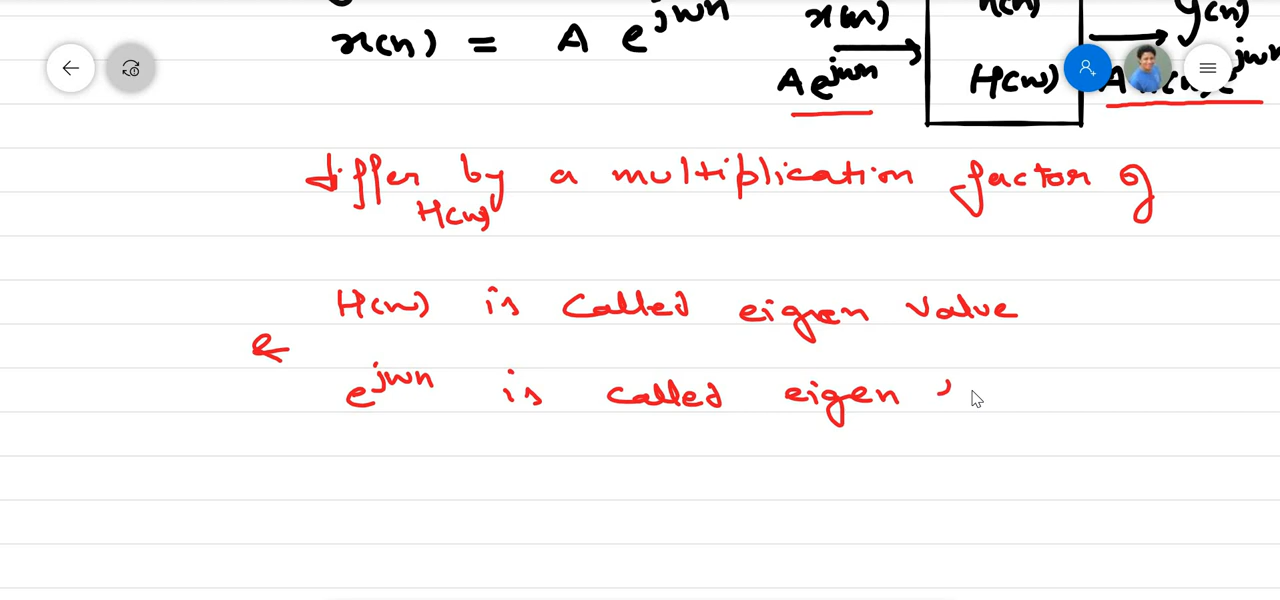 x(n) = A e^jwn
x(n)
h(n)
y(n)
A e^jwn
H(w)
differ by a multiplication factor of
H(w)
H(w) is called eigen value
e
e^jwn is called eigen